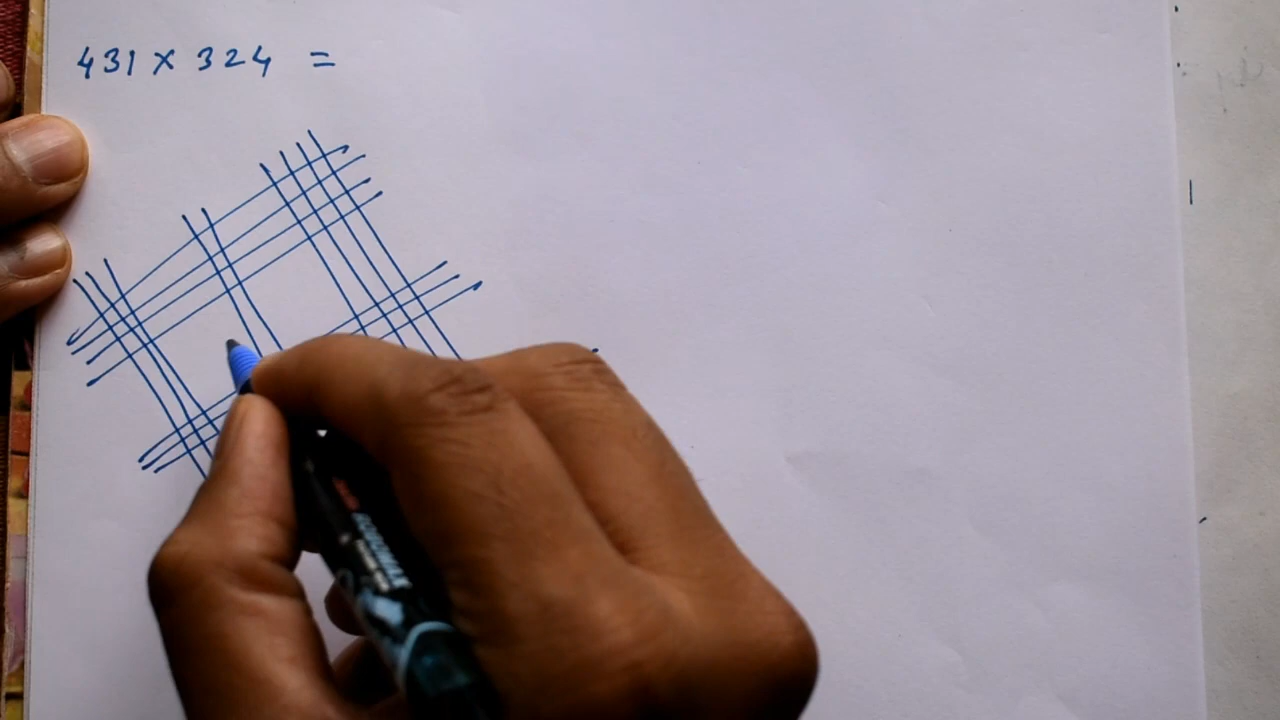 431 × 324 =